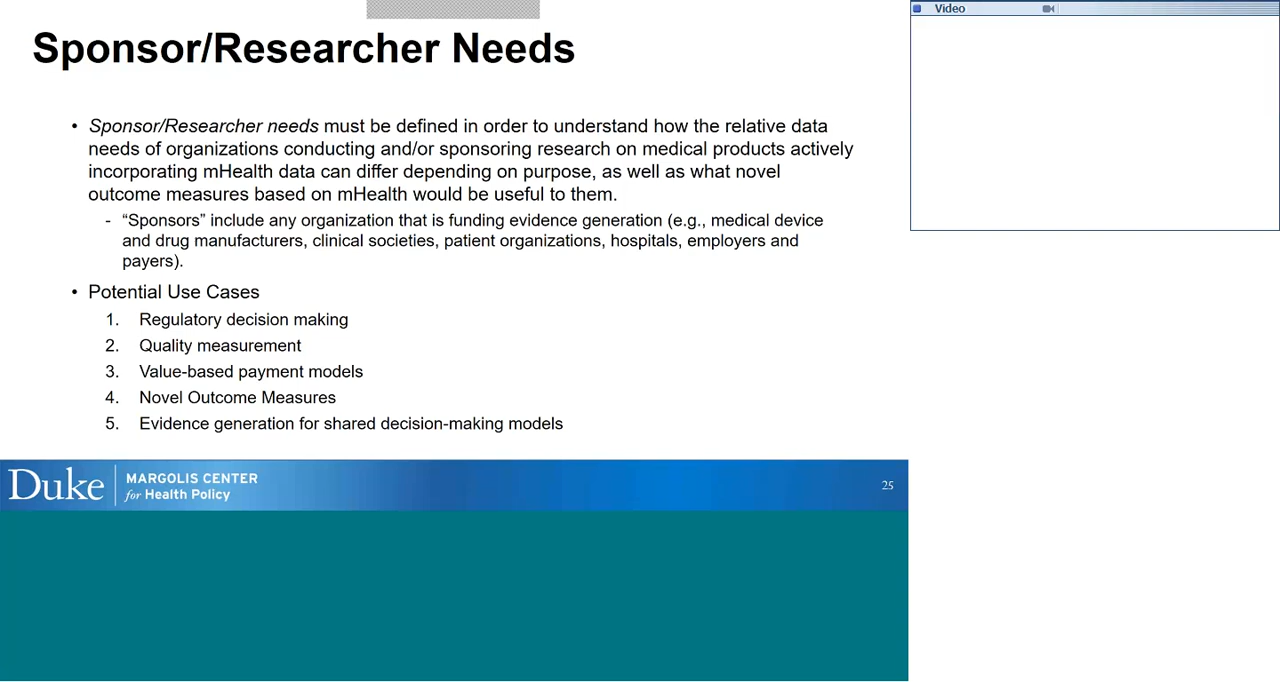 Sponsor/Researcher Needs
Video
• Sponsor/Researcher needs must be defined in order to understand how the relative data
needs of organizations conducting and/or sponsoring research on medical products actively
incorporating mHealth data can differ depending on purpose, as well as what novel
outcome measures based on mHealth would be useful to them.
- “Sponsors” include any organization that is funding evidence generation (e.g., medical device
and drug manufacturers, clinical societies, patient organizations, hospitals, employers and
payers).
• Potential Use Cases
1. Regulatory decision making
2. Quality measurement
3. Value-based payment models
4. Novel Outcome Measures
5. Evidence generation for shared decision-making models
Duke
MARGOLIS CENTER
for Health Policy
25